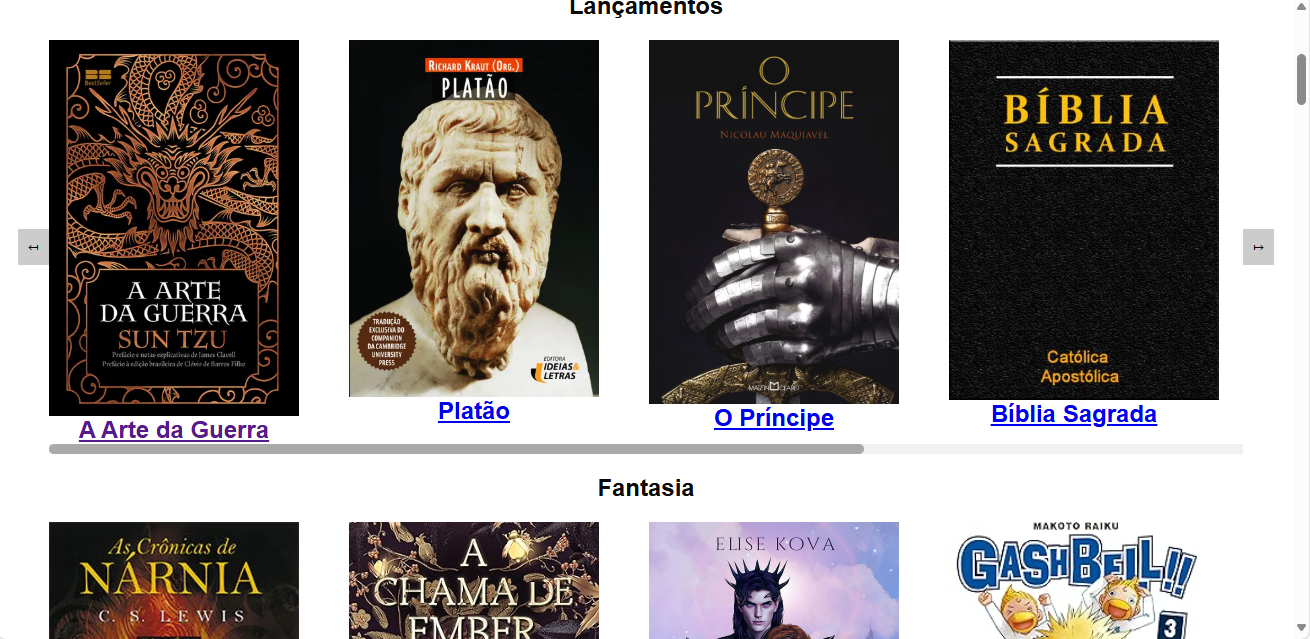 Lançamentos
BestSeller
A ARTE
DA GUERRA
SUN TZU
Prefácio e notas explicativas de James Clavell
Prefácio à edição brasileira de Clóvis de Barros Filho
A Arte da Guerra
RICHARD KRAUT (ORG.)
PLATÃO
TRADUÇÃO
EXCLUSIVA DO
COMPANION
DA CAMBRIDGE
UNIVERSITY
PRESS
EDITORA
IDEIAS&
LETRAS
Platão
O
PRÍNCIPE
NICOLAU MAQUIAVEL
MARTIN CLARET
O Príncipe
BÍBLIA
SAGRADA
Católica
Apostólica
Bíblia Sagrada
Fantasia
As Crônicas de
NÁRNIA
C. S. LEWIS
A
CHAMA DE
EMBER
ELISE KOVA
MAKOTO RAIKU
GASHBELL!!
3